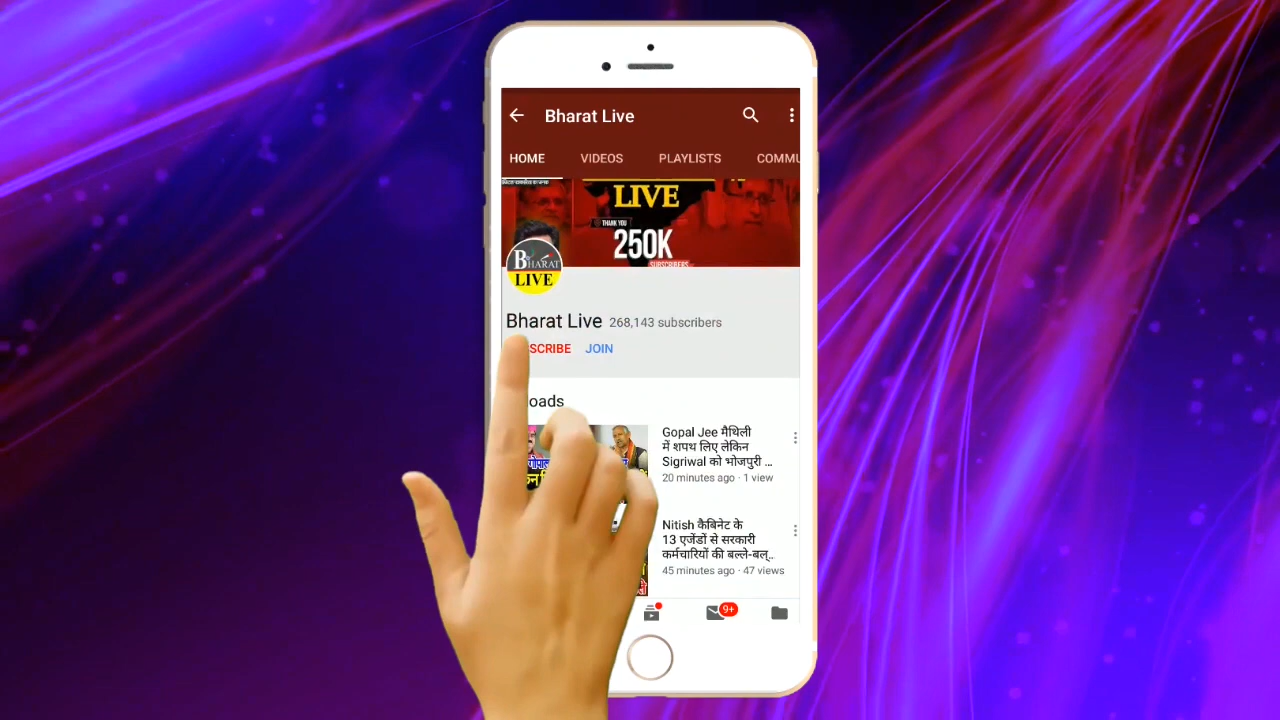 Bharat Live
HOME VIDEOS PLAYLISTS COMMU
LIVE
THANK YOU
250K
SUBSCRIBERS
BHARAT
LIVE
Bharat Live 268,143 subscribers
SCRIBE JOIN
oads
Gopal Jee मैथिली
में शपथ लिए लेकिन
Sigriwal को भोजपुरी ...
20 minutes ago · 1 view
Nitish कैबिनेट के
13 एजेंडों से सरकारी
कर्मचारियों की बल्ले-बल्..
45 minutes ago · 47 views
9+